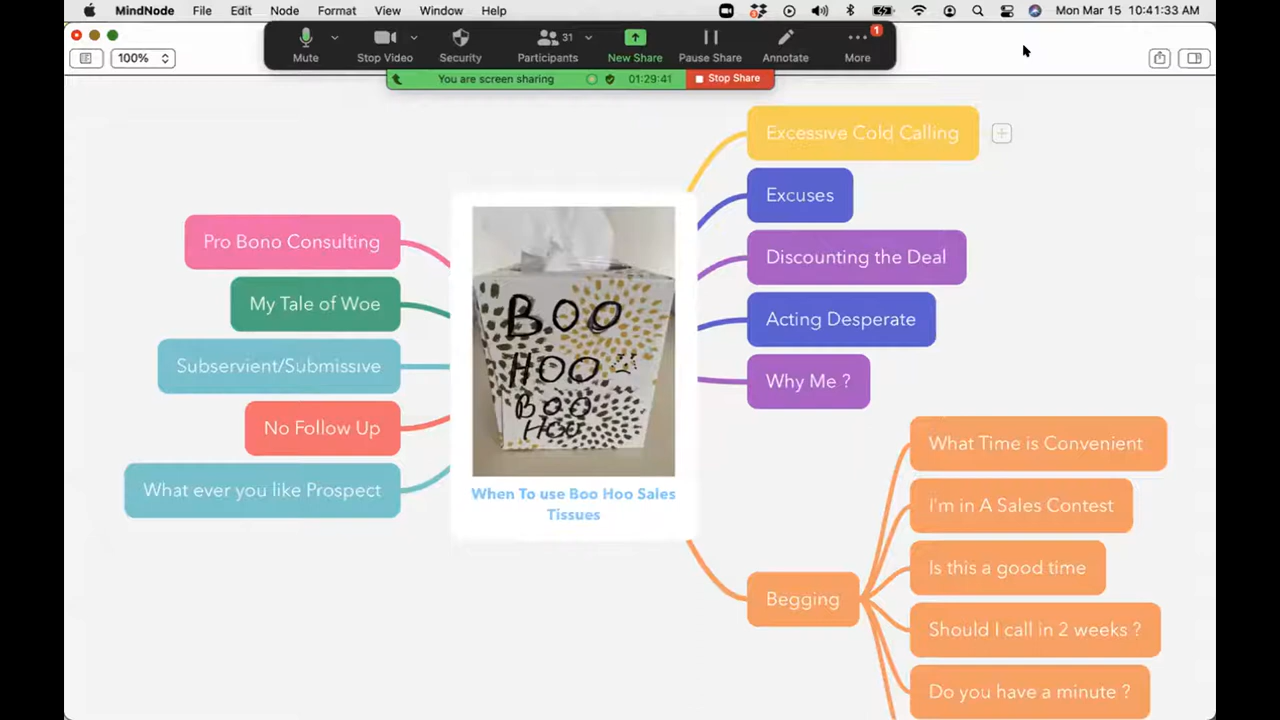 MindNode File Edit Node Format View Window Help Mon Mar 15 10:41:33 AM
100%
Mute Stop Video Security Participants 31 New Share Pause Share Annotate More 1
You are screen sharing 01:29:41 Stop Share
Excessive Cold Calling
Excuses
Discounting the Deal
Acting Desperate
Why Me ?
Pro Bono Consulting
My Tale of Woe
Subservient/Submissive
No Follow Up
What ever you like Prospect
BOO
HOO
BOO
HOO
When To use Boo Hoo Sales
Tissues
Begging
What Time is Convenient
I'm in A Sales Contest
Is this a good time
Should I call in 2 weeks ?
Do you have a minute ?